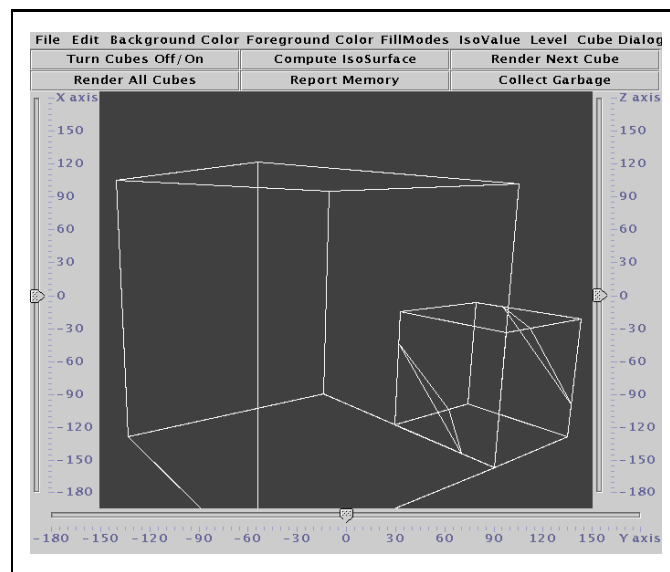 File Edit Background Color Foreground Color FillModes IsoValue Level Cube Dialog
Turn Cubes Off/On Compute IsoSurface Render Next Cube
Render All Cubes Report Memory Collect Garbage
X axis Z axis
150 150
120 120
90 90
60 60
30 30
0 0
-30 -30
-60 -60
-90 -90
-120 -120
-150 -150
-180 -180
-180 -150 -120 -90 -60 -30 0 30 60 90 120 150 Y axis